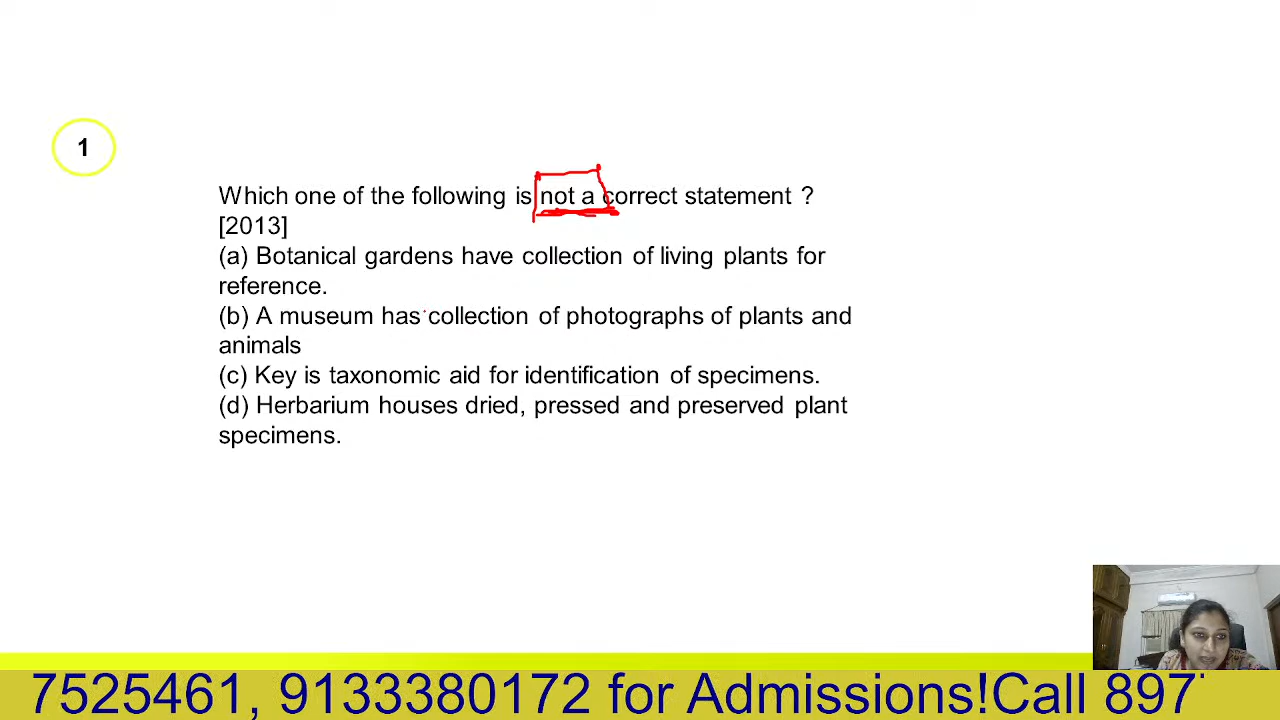 1
Which one of the following is not a correct statement ?
[2013]
(a) Botanical gardens have collection of living plants for
reference.
(b) A museum has collection of photographs of plants and
animals
(c) Key is taxonomic aid for identification of specimens.
(d) Herbarium houses dried, pressed and preserved plant
specimens.
7525461, 9133380172 for Admissions!Call 897